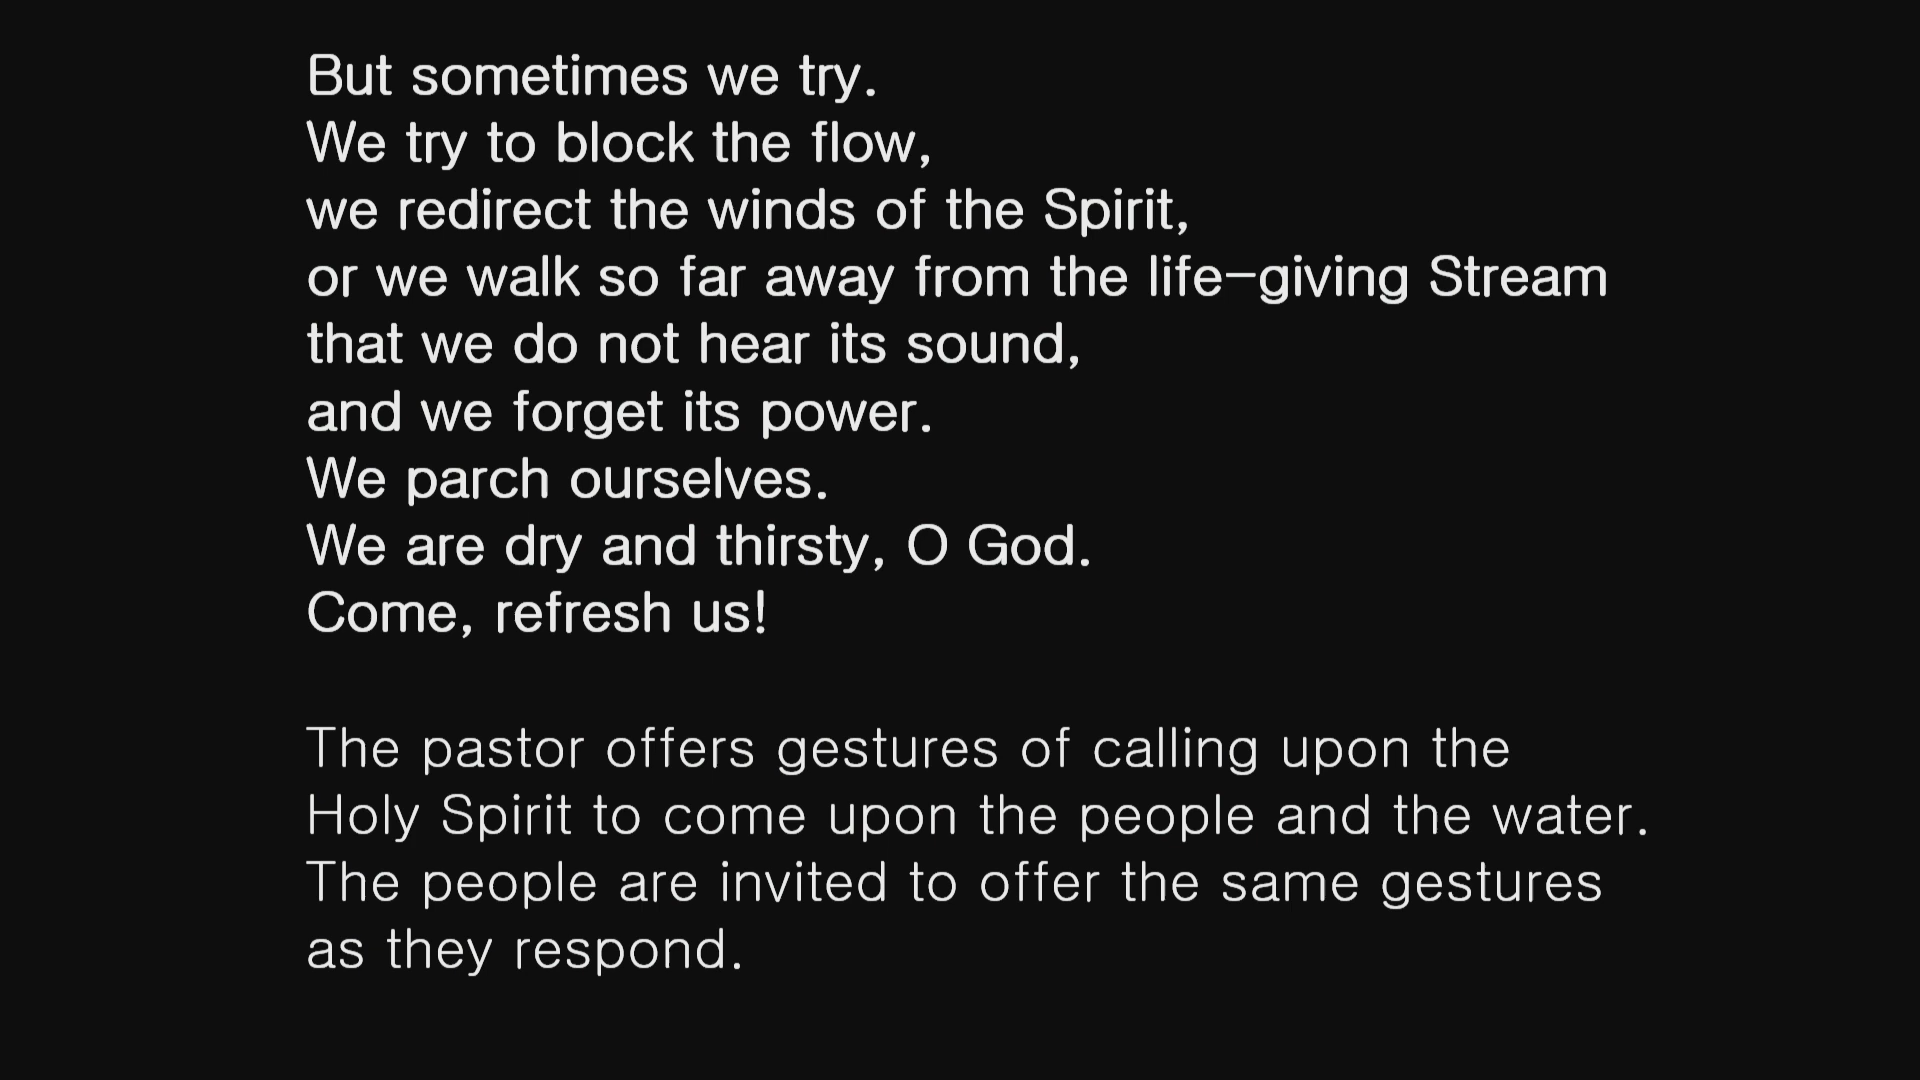 But sometimes we try.
We try to block the flow,
we redirect the winds of the Spirit,
or we walk so far away from the life-giving Stream
that we do not hear its sound,
and we forget its power.
We parch ourselves.
We are dry and thirsty, O God.
Come, refresh us!
The pastor offers gestures of calling upon the
Holy Spirit to come upon the people and the water.
The people are invited to offer the same gestures
as they respond.